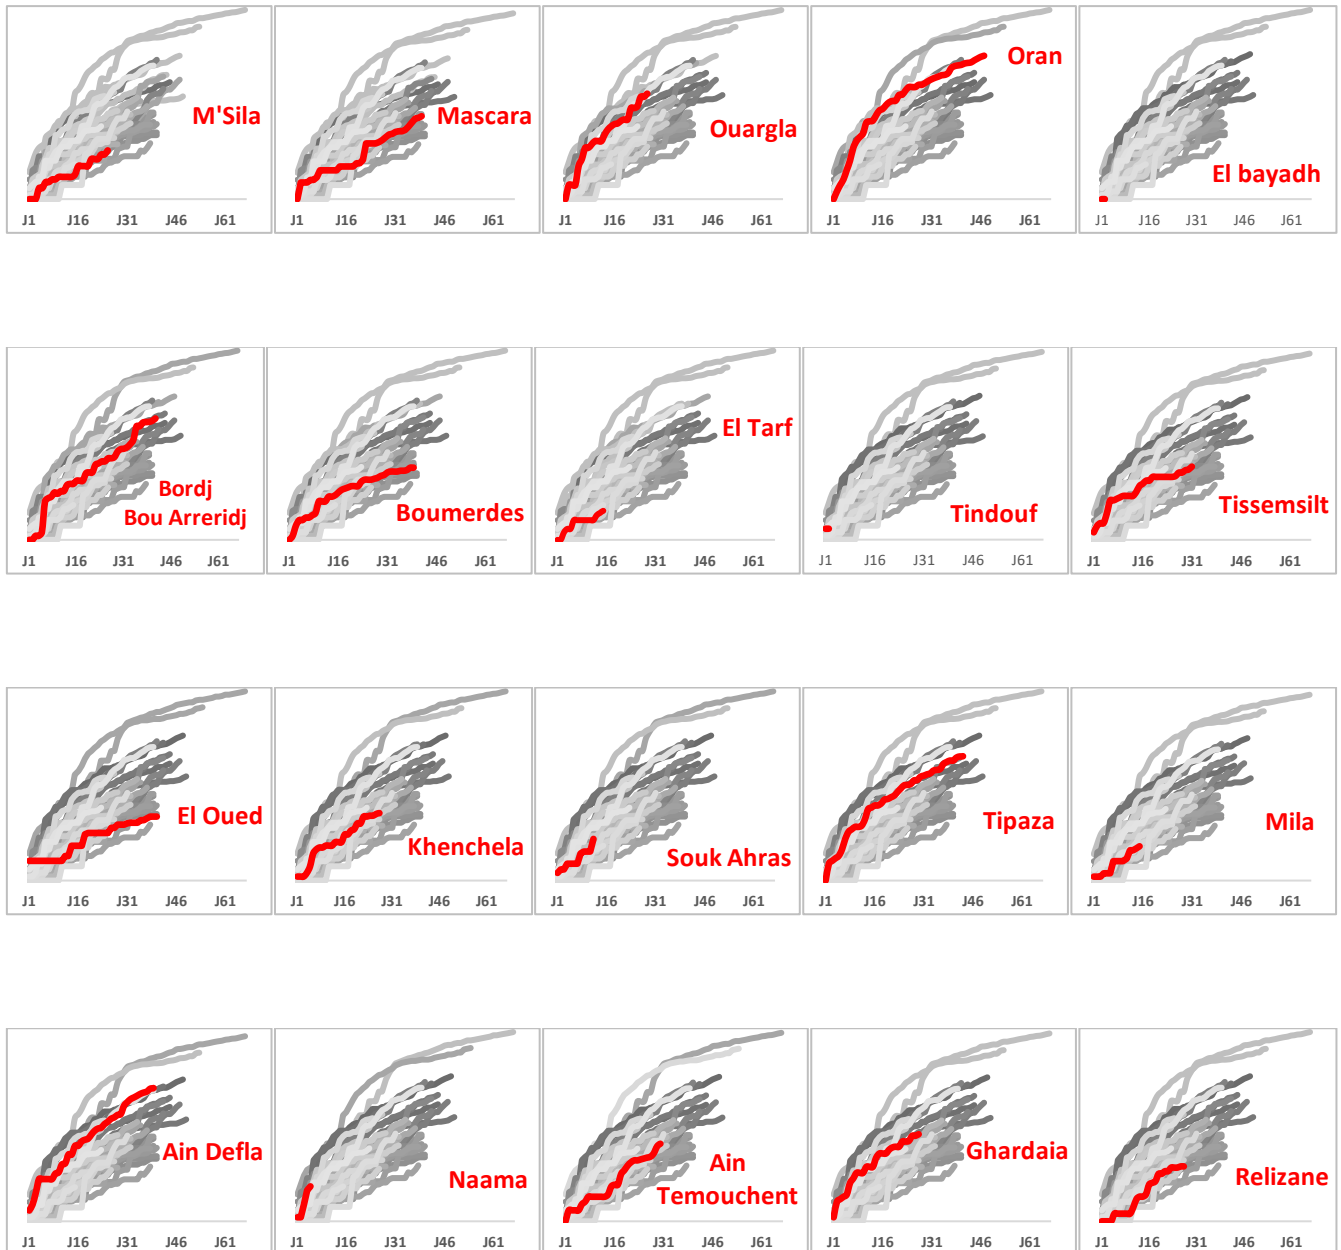 M'Sila
J1 J16 J31 J46 J61
Mascara
J1 J16 J31 J46 J61
Ouargla
J1 J16 J31 J46 J61
Oran
J1 J16 J31 J46 J61
El bayadh
J1 J16 J31 J46 J61
Bordj
Bou Arreridj
J1 J16 J31 J46 J61
Boumerdes
J1 J16 J31 J46 J61
El Tarf
J1 J16 J31 J46 J61
Tindouf
J1 J16 J31 J46 J61
Tissemsilt
J1 J16 J31 J46 J61
El Oued
J1 J16 J31 J46 J61
Khenchela
J1 J16 J31 J46 J61
Souk Ahras
J1 J16 J31 J46 J61
Tipaza
J1 J16 J31 J46 J61
Mila
J1 J16 J31 J46 J61
Ain Defla
J1 J16 J31 J46 J61
Naama
J1 J16 J31 J46 J61
Ain
Temouchent
J1 J16 J31 J46 J61
Ghardaia
J1 J16 J31 J46 J61
Relizane
J1 J16 J31 J46 J61